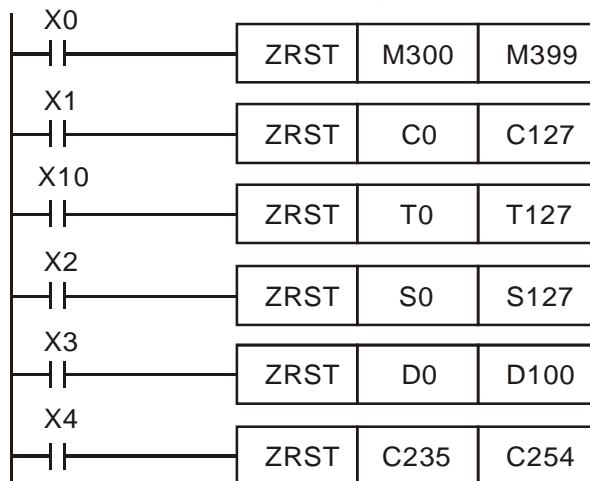 X0
ZRST M300 M399
X1
ZRST C0 C127
X10
ZRST T0 T127
X2
ZRST S0 S127
X3
ZRST D0 D100
X4
ZRST C235 C254